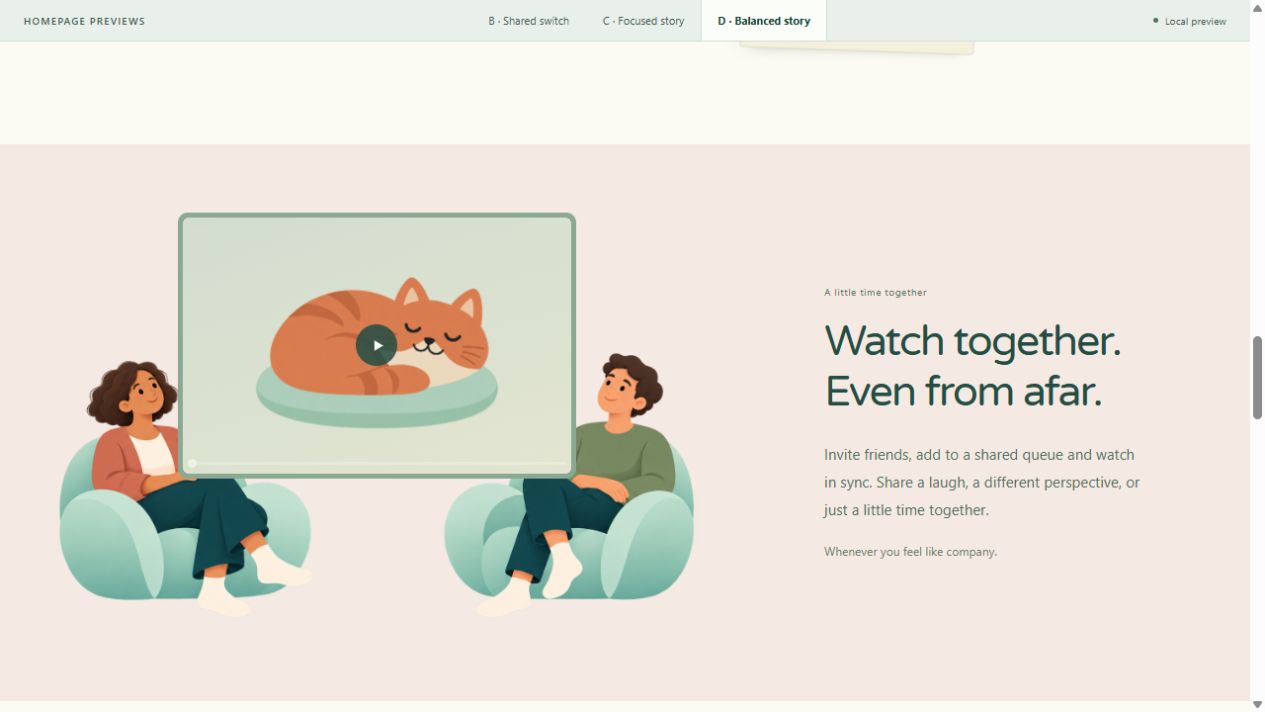 HOMEPAGE PREVIEWS
B · Shared switch
C · Focused story
D · Balanced story
Local preview
A little time together
Watch together.
Even from afar.
Invite friends, add to a shared queue and watch
in sync. Share a laugh, a different perspective, or
just a little time together.
Whenever you feel like company.